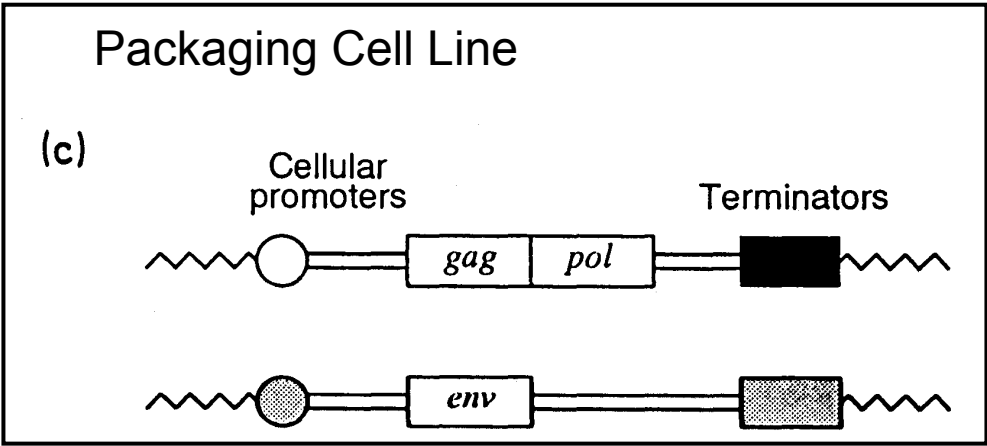 Packaging Cell Line
(c)
Cellular
promoters
Terminators
gag pol
env